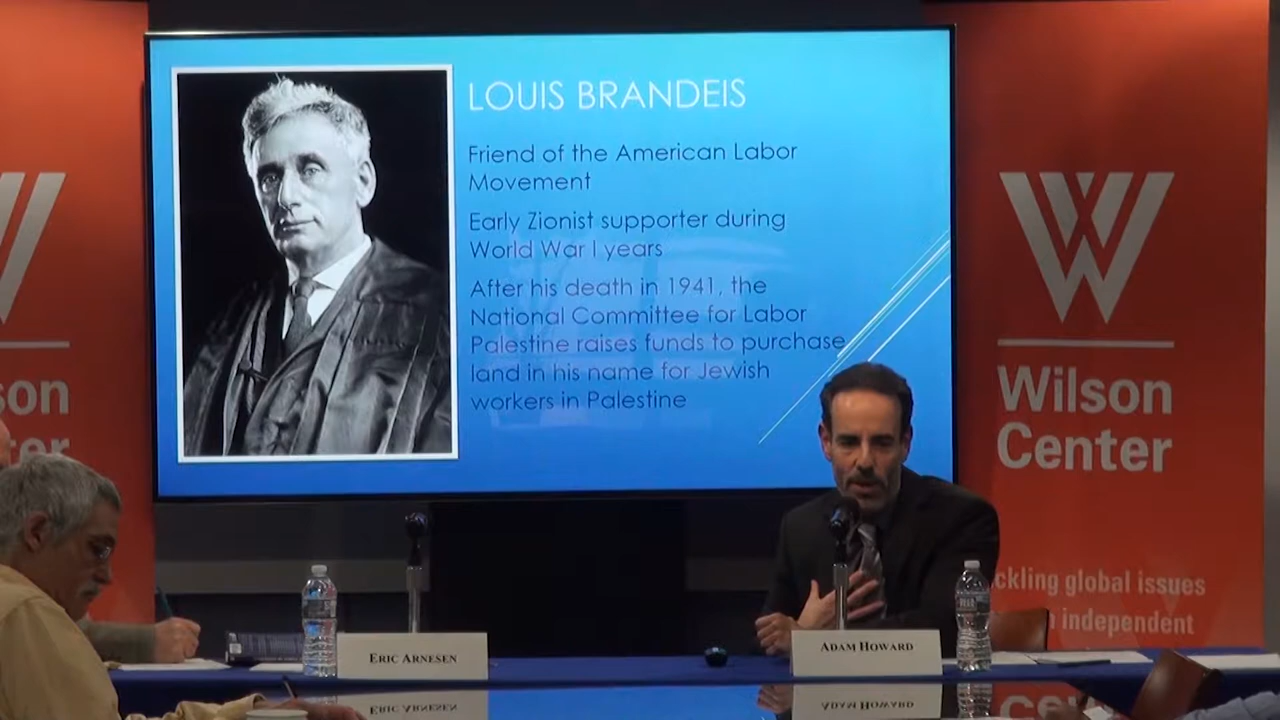 LOUIS BRANDEIS
Friend of the American Labor
Movement
Early Zionist supporter during
World War I years
After his death in 1941, the
National Committee for Labor
Palestine raises funds to purchase
land in his name for Jewish
workers in Palestine
son
ter
Wilson
Center
ckling global issues
independent
ERIC ARNESEN
ADAM HOWARD